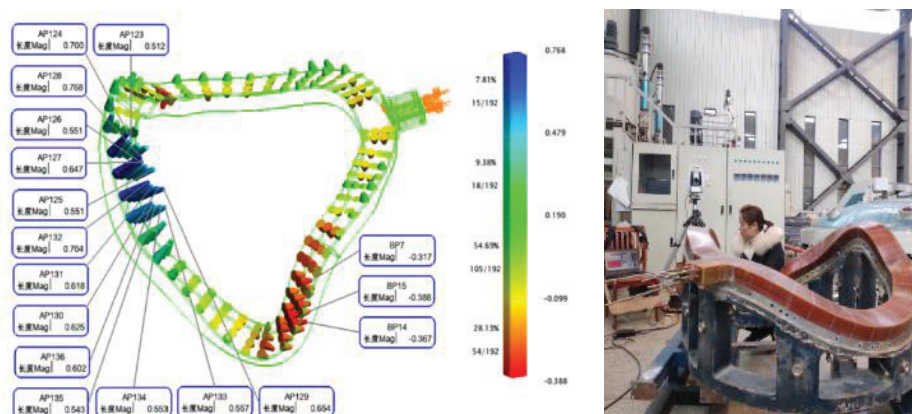 AP124
长度Mag 0.700
AP123
长度Mag 0.512
AP128
长度Mag 0.768
AP126
长度Mag 0.551
AP127
长度Mag 0.647
AP125
长度Mag 0.551
AP132
长度Mag 0.704
AP131
长度Mag 0.618
AP130
长度Mag 0.625
AP136
长度Mag 0.602
AP135
长度Mag 0.543
AP134
长度Mag 0.553
AP133
长度Mag 0.557
AP129
长度Mag 0.654
BP7
长度Mag -0.317
BP15
长度Mag -0.388
BP14
长度Mag -0.367
0.768
7.81%
15/192
0.479
9.38%
18/192
0.190
54.69%
105/192
-0.099
28.13%
54/192
-0.388